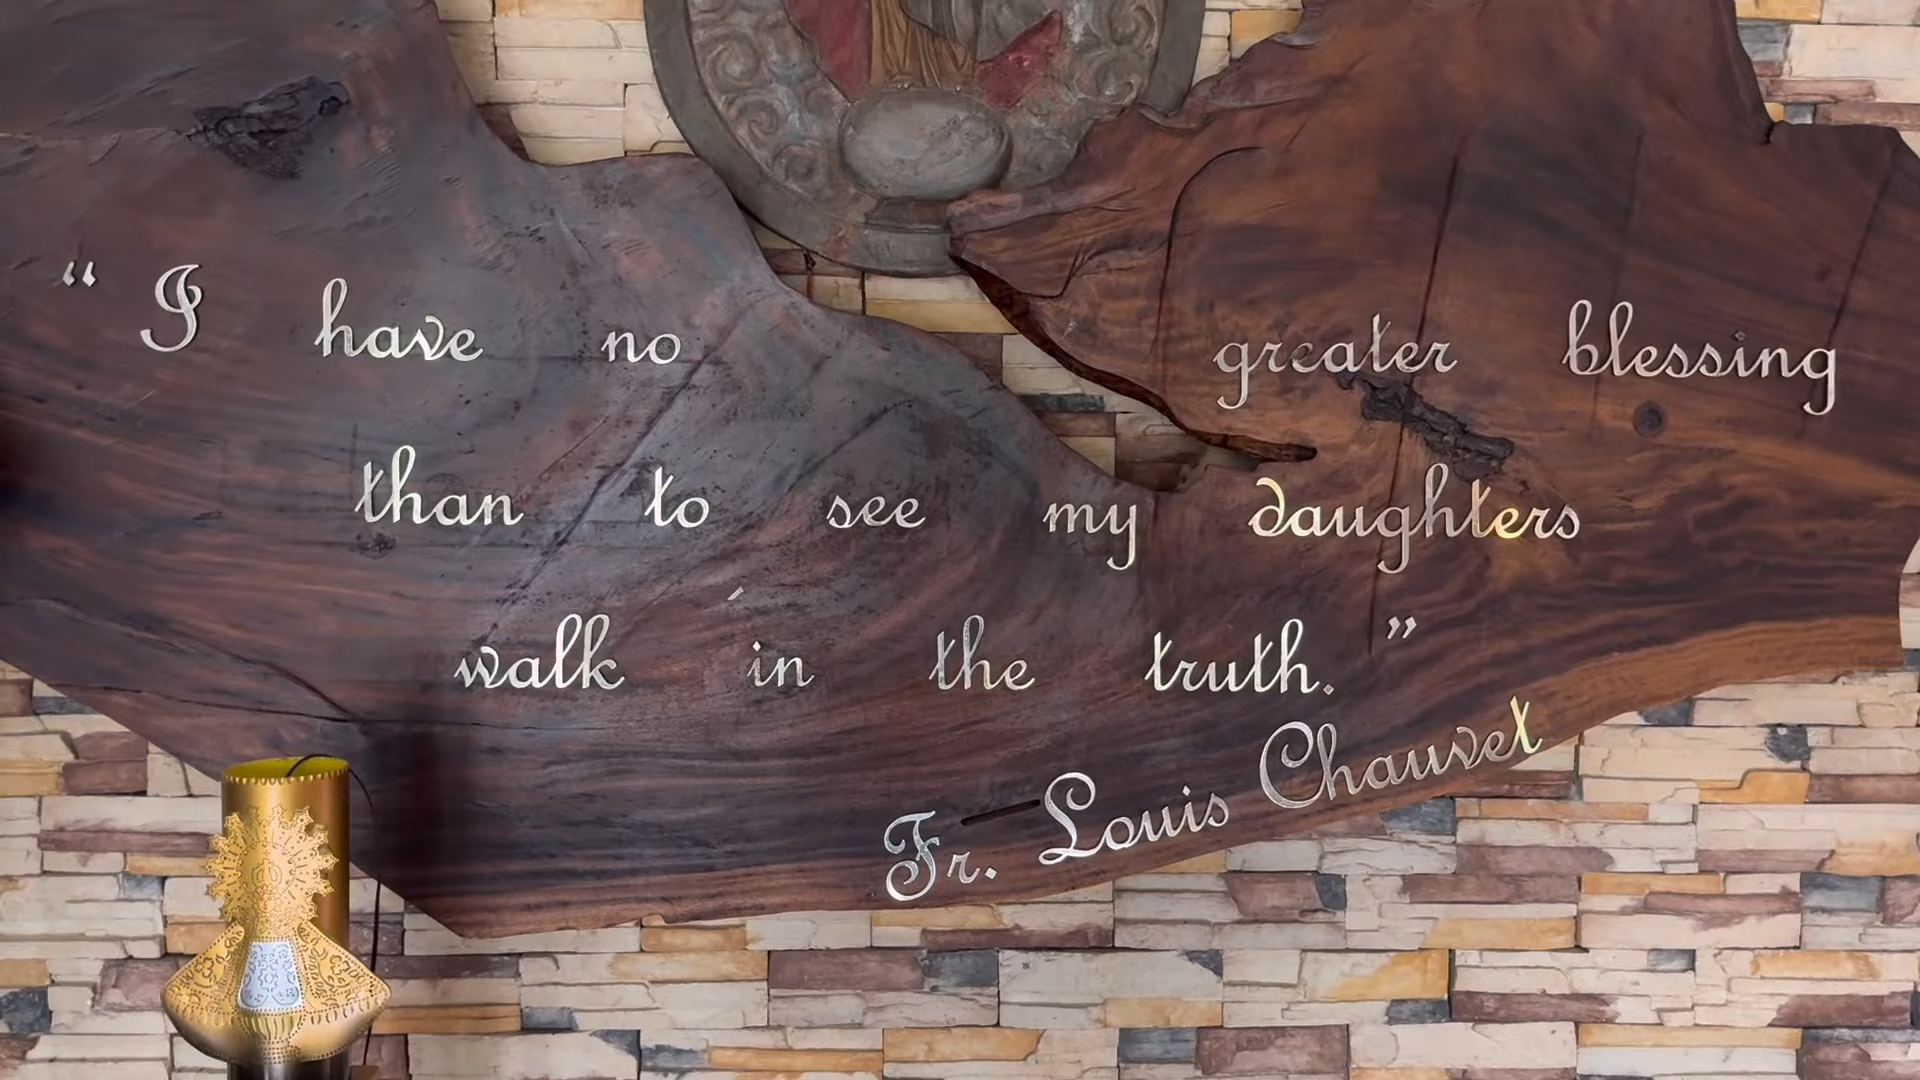 “ I have no greater blessing
than to see my daughters
walk in the truth. ”
Fr. Louis Chauvet